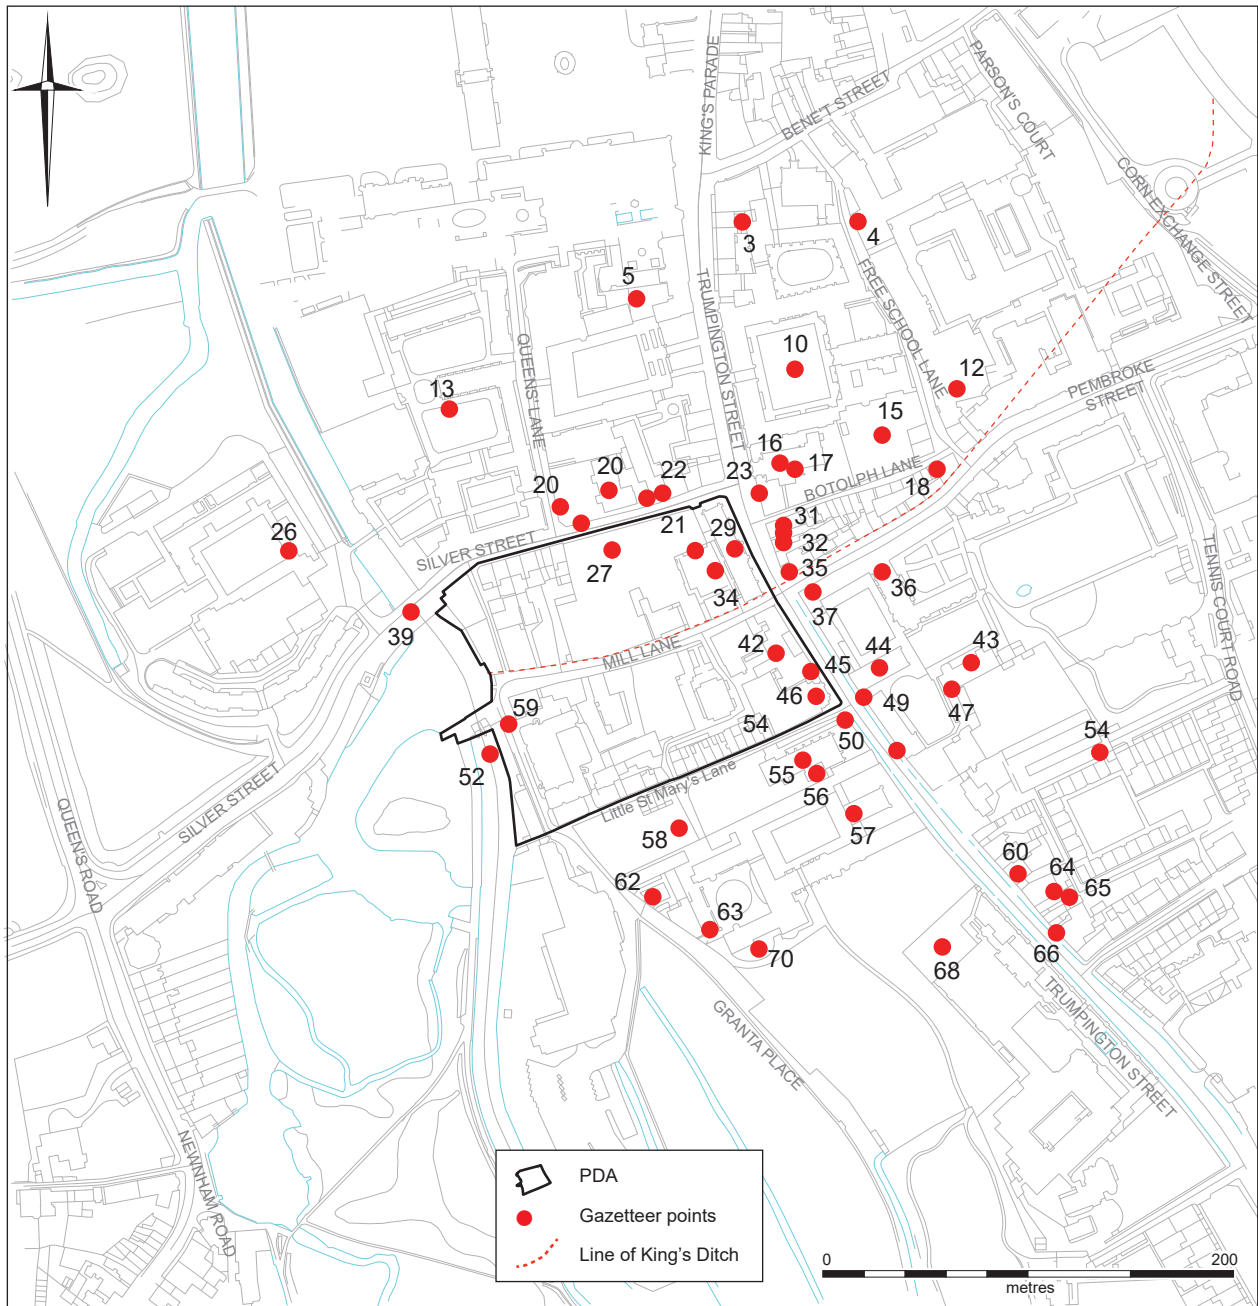 KING'S PARADE
BENE'T STREET
PARSON'S COURT
CORN EXCHANGE STREET
3
4
5
TRUMPINGTON STREET
FREE SCHOOL LANE
QUEENS' LANE
10
12
PEMBROKE
STREET
13
15
16
17
BOTOLPH LANE
18
20
20
22
23
21
29
31
32
SILVER STREET
26
27
34
35
36
37
TENNIS COURT ROAD
39
MILL LANE
42
43
44
45
46
47
49
50
54
54
59
52
55
56
57
Little St Mary's Lane
58
SILVER STREET
QUEEN'S ROAD
60
64
65
62
63
66
68
70
GRANTA PLACE
TRUMPINGTON STREET
NEWNHAM ROAD
PDA
Gazetteer points
Line of King's Ditch
0
200
metres